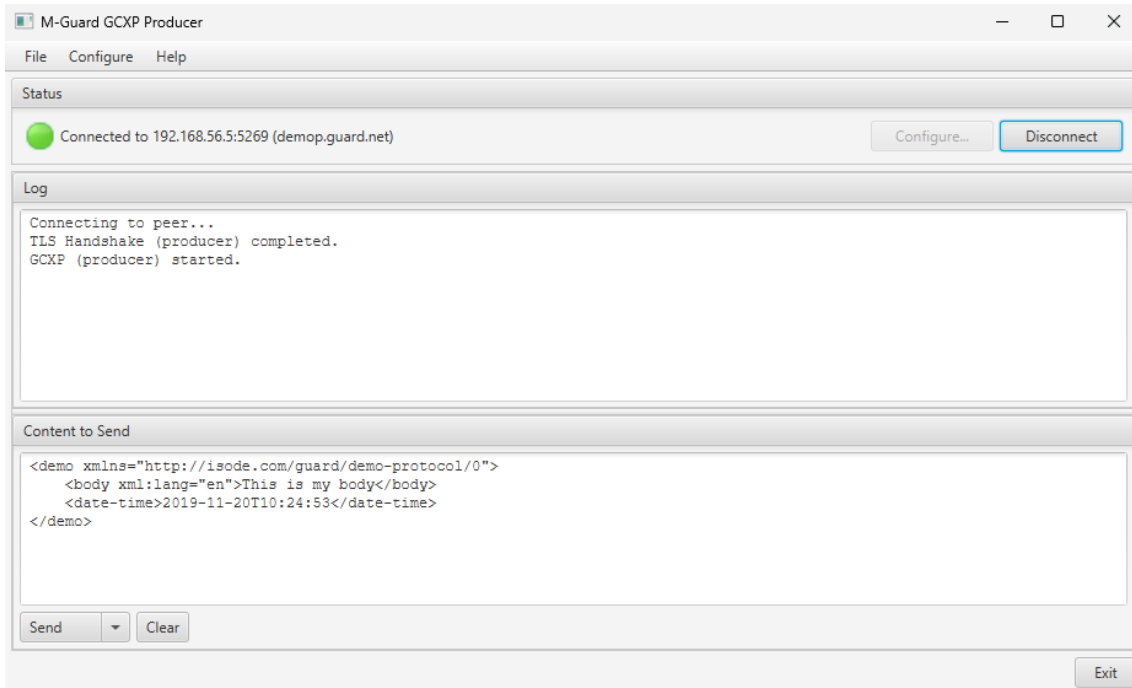 M-Guard GCXP Producer
File Configure Help
Status
Connected to 192.168.56.5:5269 (demop.guard.net)
Configure...
Disconnect
Log
Connecting to peer...
TLS Handshake (producer) completed.
GCXP (producer) started.
Content to Send
<demo xmlns="http://isode.com/guard/demo-protocol/0">
    <body xml:lang="en">This is my body</body>
    <date-time>2019-11-20T10:24:53</date-time>
</demo>
Send
Clear
Exit